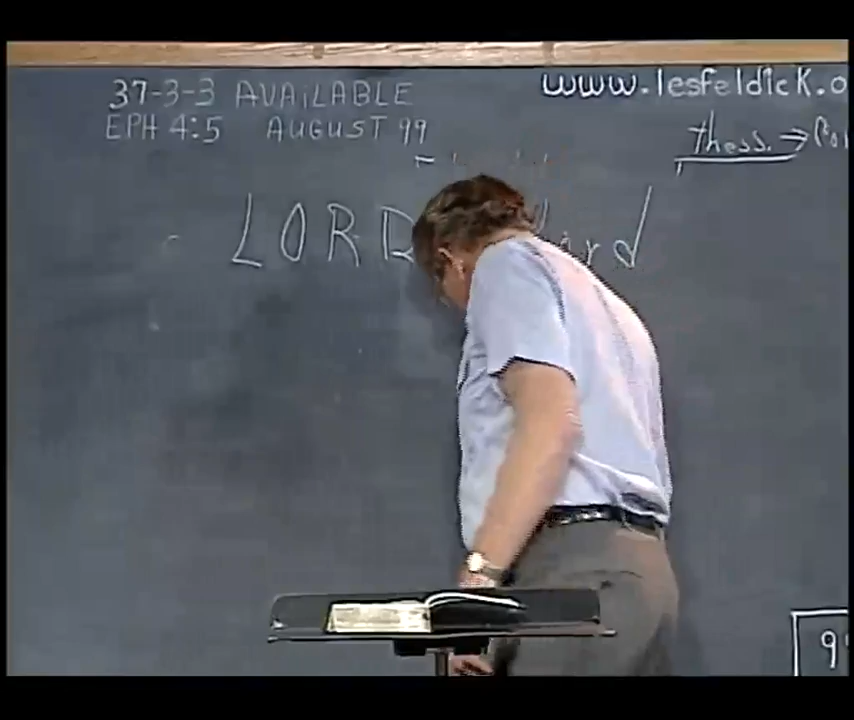 37-3-3 AVAILABLE
EPH 4:5 AUGUST 99
www.lesfeldick.o
Thess. →
LORD